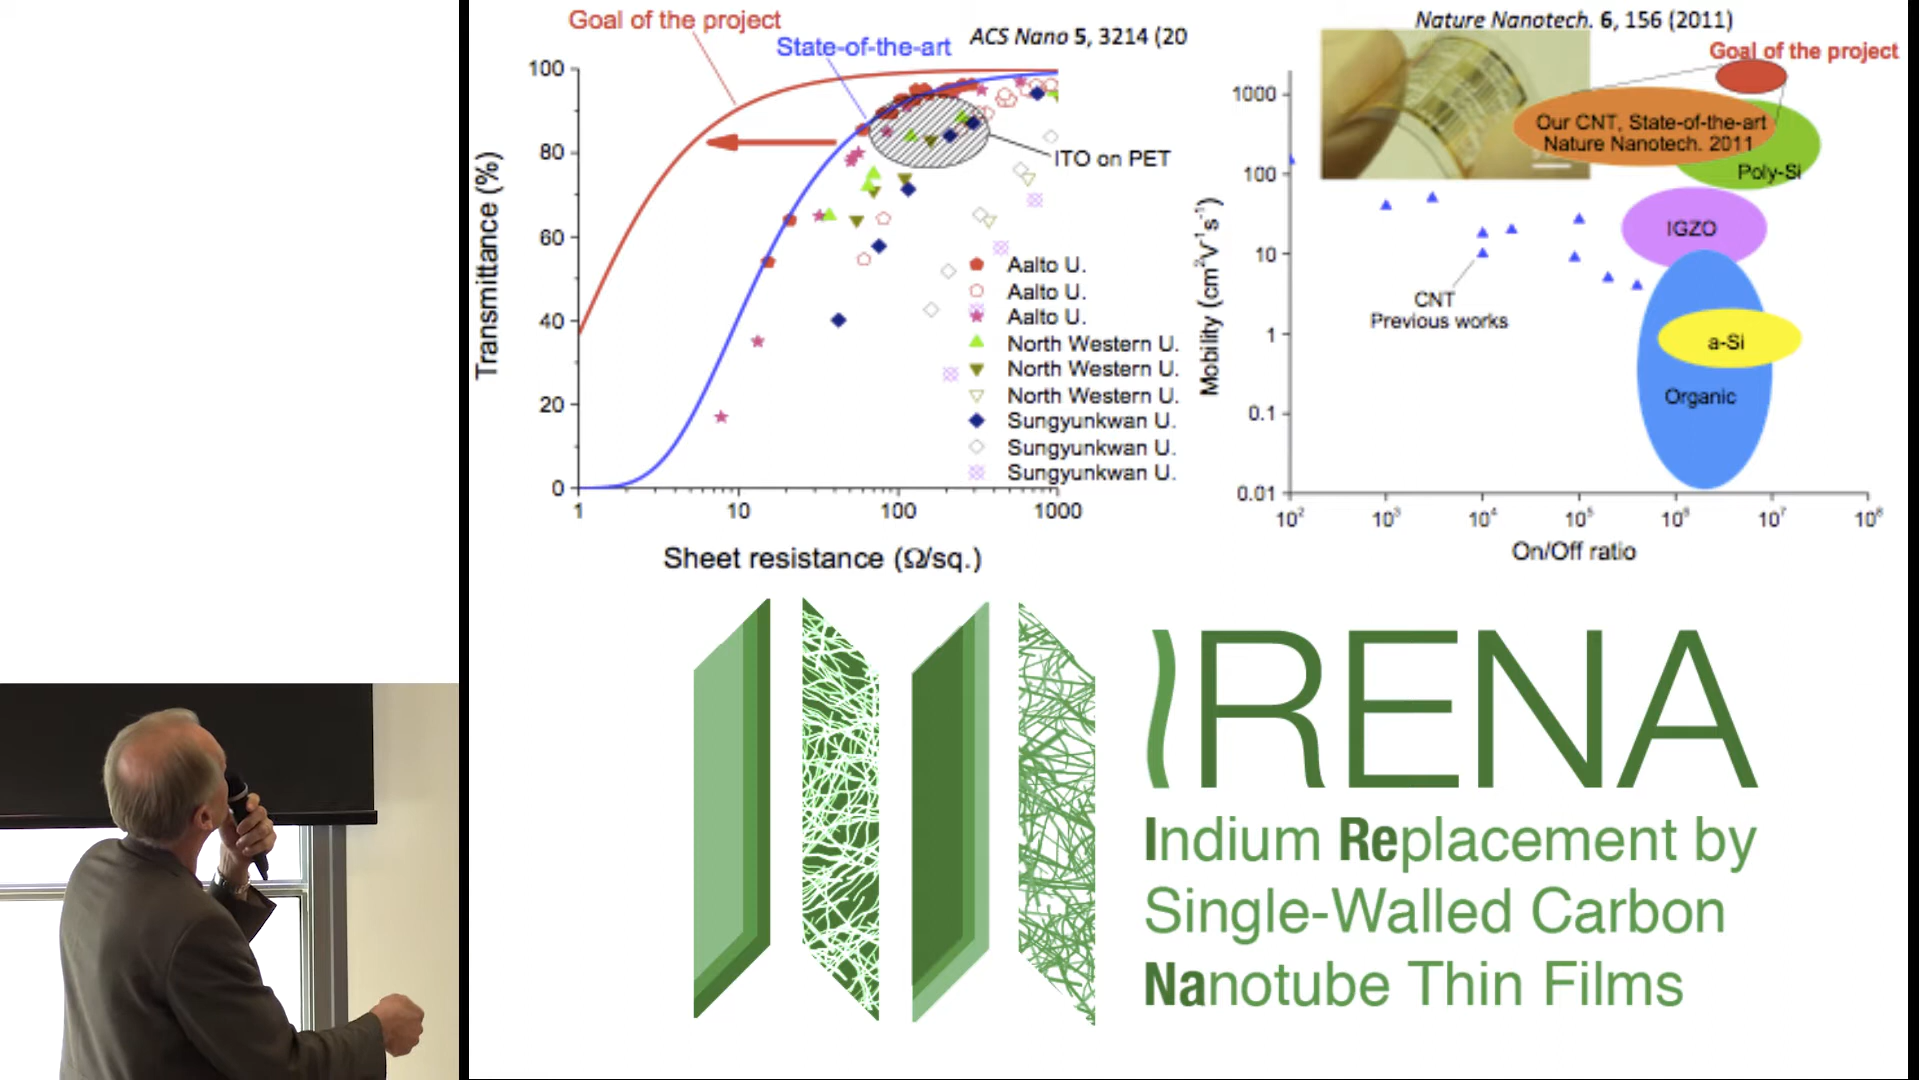 Goal of the project
State-of-the-art
ACS Nano 5, 3214 (20
100
80
60
40
20
0
Transmittance (%)
ITO on PET
Aalto U.
Aalto U.
Aalto U.
North Western U.
North Western U.
North Western U.
Sungyunkwan U.
Sungyunkwan U.
Sungyunkwan U.
1 10 100 1000
Sheet resistance (Ω/sq.)
Nature Nanotech. 6, 156 (2011)
Goal of the project
1000
100
10
1
0.1
0.01
Mobility (cm²V⁻¹s⁻¹)
Our CNT, State-of-the-art
Nature Nanotech. 2011
Poly-Si
IGZO
CNT
Previous works
a-Si
Organic
10² 10³ 10⁴ 10⁵ 10⁶ 10⁷ 10⁸
On/Off ratio
IRENA
Indium Replacement by
Single-Walled Carbon
Nanotube Thin Films